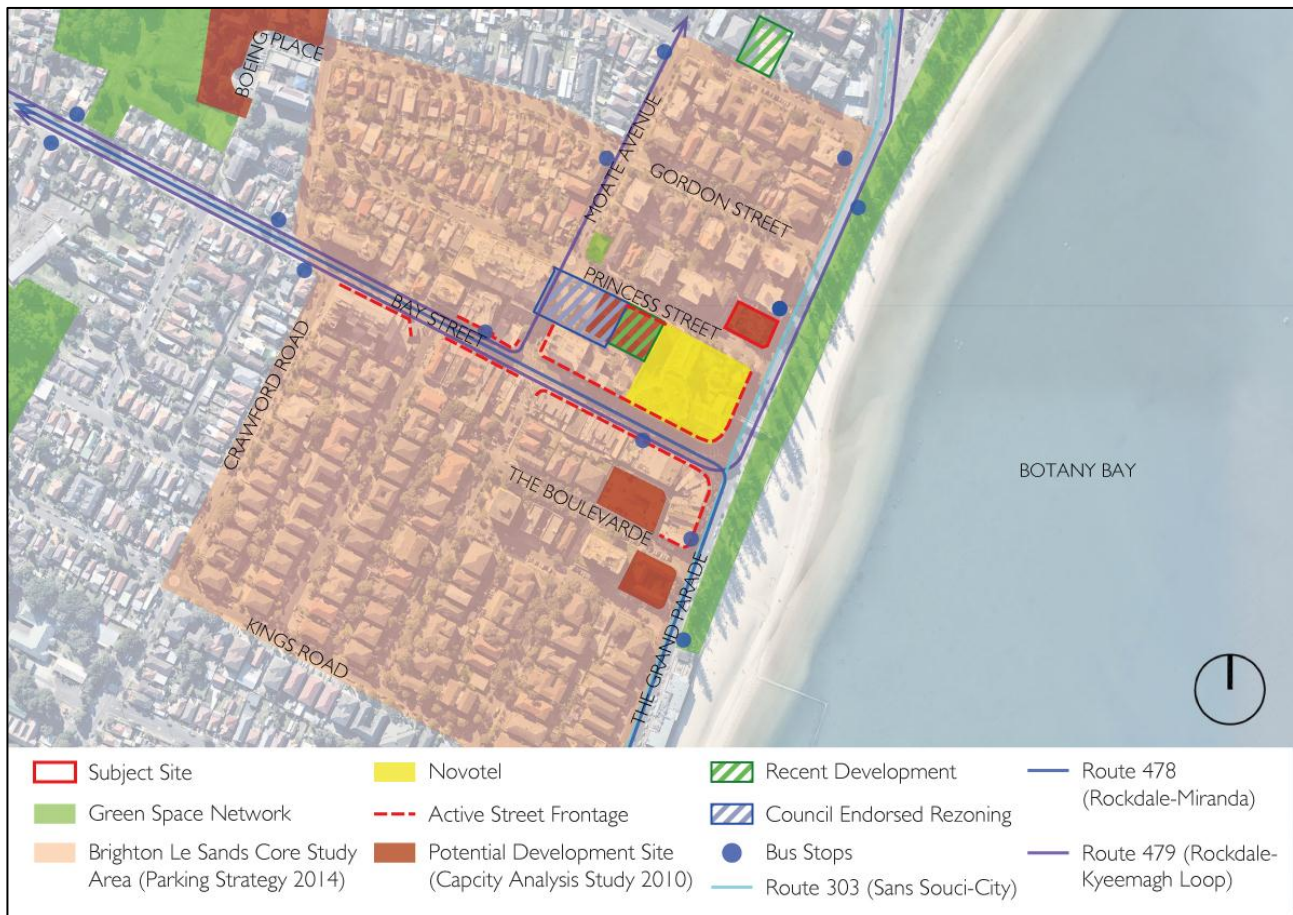 BOEING PLACE
MOATE AVENUE
GORDON STREET
PRINCESS STREET
BAY STREET
CRAWFORD ROAD
THE BOULEVARDE
BOTANY BAY
KINGS ROAD
THE GRAND PARADE
Subject Site
Green Space Network
Brighton Le Sands Core Study
Area (Parking Strategy 2014)
Novotel
Active Street Frontage
Potential Development Site
(Capcity Analysis Study 2010)
Recent Development
Council Endorsed Rezoning
Bus Stops
Route 303 (Sans Souci-City)
Route 478
(Rockdale-Miranda)
Route 479 (Rockdale-
Kyeemagh Loop)